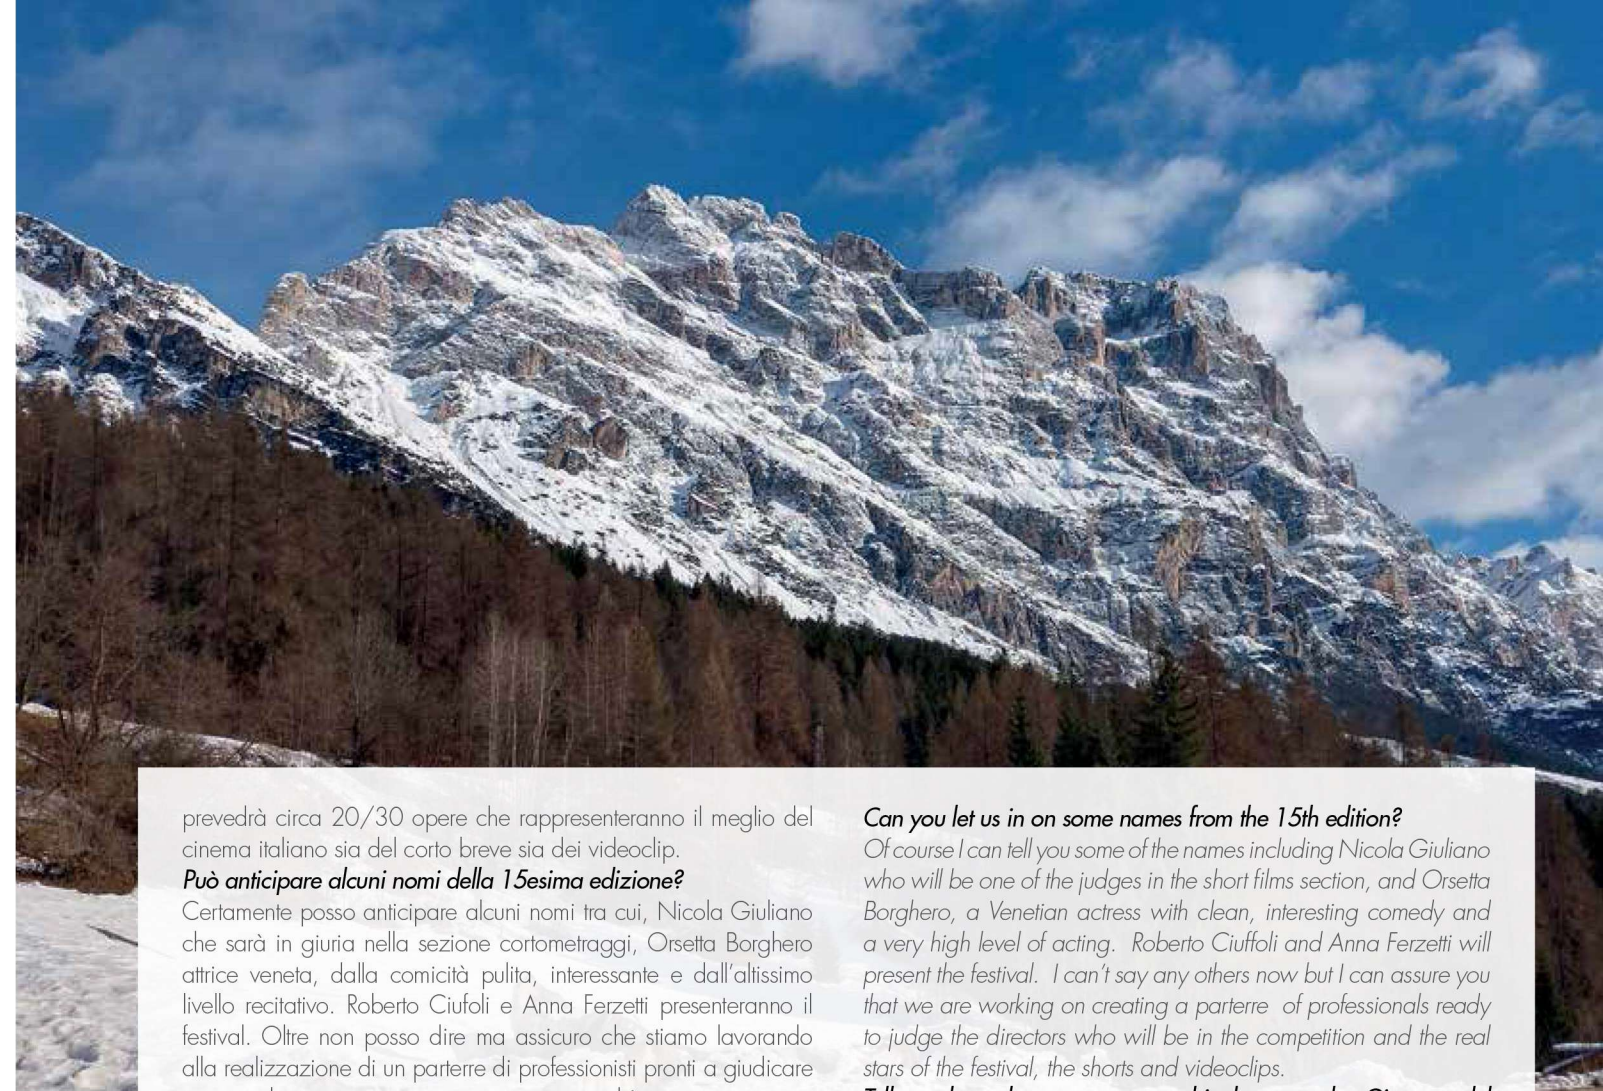 prevedrà circa 20/30 opere che rappresenteranno il meglio del
cinema italiano sia del corto breve sia dei videoclip.
Può anticipare alcuni nomi della 15esima edizione?
Certamente posso anticipare alcuni nomi tra cui, Nicola Giuliano
che sarà in giuria nella sezione cortometraggi, Orsetta Borghero
attrice veneta, dalla comicità pulita, interessante e dall'altissimo
livello recitativo. Roberto Ciufoli e Anna Ferzetti presenteranno il
festival. Oltre non posso dire ma assicuro che stiamo lavorando
alla realizzazione di un parterre di professionisti pronti a giudicare
Can you let us in on some names from the 15th edition?
Of course I can tell you some of the names including Nicola Giuliano
who will be one of the judges in the short films section, and Orsetta
Borghero, a Venetian actress with clean, interesting comedy and
a very high level of acting. Roberto Ciuffoli and Anna Ferzetti will
present the festival. I can't say any others now but I can assure you
that we are working on creating a parterre of professionals ready
to judge the directors who will be in the competition and the real
stars of the festival, the shorts and videoclips.